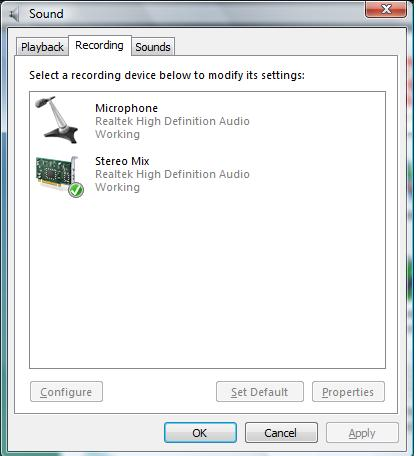 Sound
Playback Recording Sounds
Select a recording device below to modify its settings:
Microphone
Realtek High Definition Audio
Working
Stereo Mix
Realtek High Definition Audio
Working
Configure Set Default Properties
OK Cancel Apply